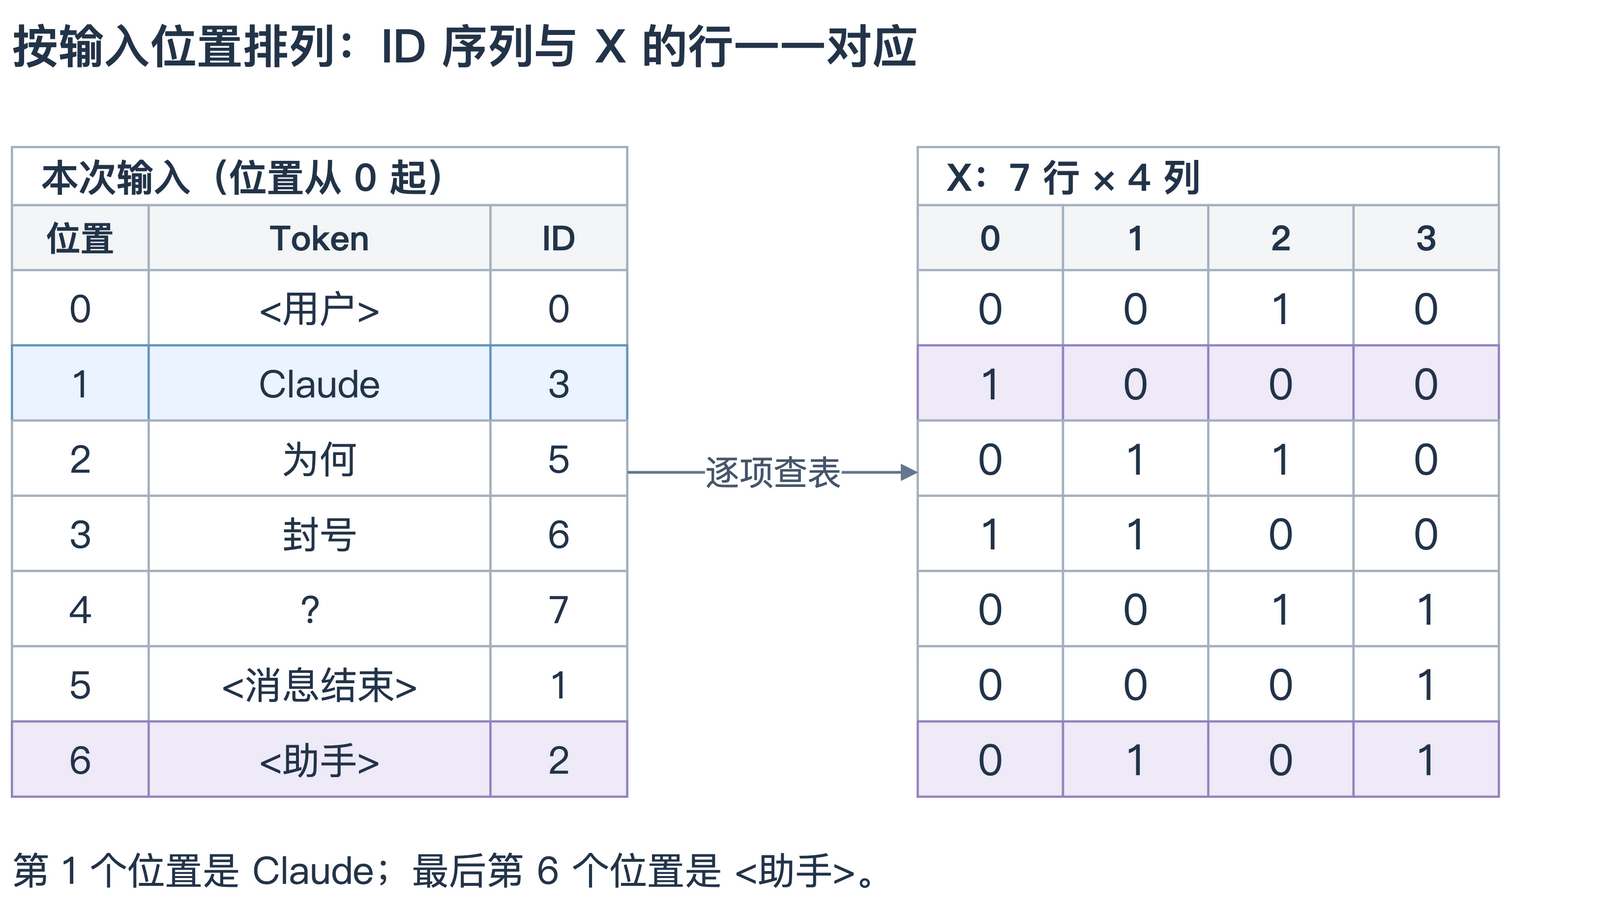 按输入位置排列：ID 序列与 X 的行一一对应
本次输入（位置从 0 起）
位置 Token ID
0 <用户> 0
1 Claude 3
2 为何 5
3 封号 6
4 ? 7
5 <消息结束> 1
6 <助手> 2
逐项查表
X：7 行 × 4 列
0 1 2 3
0 0 1 0
1 0 0 0
0 1 1 0
1 1 0 0
0 0 1 1
0 0 0 1
0 1 0 1
第 1 个位置是 Claude；最后第 6 个位置是 <助手>。